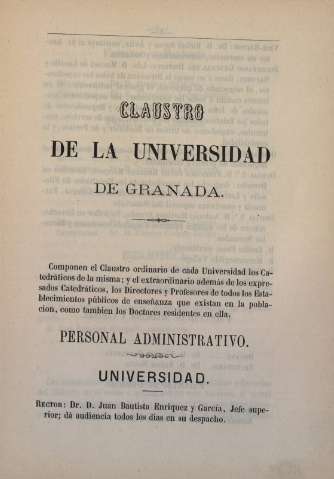 CLAUSTRO
DE LA UNIVERSIDAD
DE GRANADA.
Componen el Claustro ordinario de cada Universidad los Ca-
tedráticos de la misma; y el extraordinario además de los expre-
sados Catedráticos, los Directores y Profesores de todos los Esta-
blecimientos públicos de enseñanza que existan en la pobla-
cion, como tambien los Doctores residentes en ella.
PERSONAL ADMINISTRATIVO.
UNIVERSIDAD.
RECTOR: Dr. D. Juan Bautista Enriquez y García, Jefe supe-
rior; dá audiencia todos los dias en su despacho.